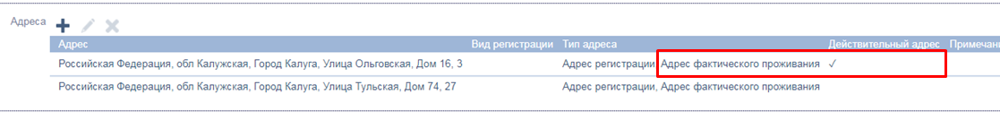 Адреса
Адрес Вид регистрации Тип адреса Действительный адрес Примечан
Российская Федерация, обл Калужская, Город Калуга, Улица Ольговская, Дом 16, 3 Адрес регистрации, Адрес фактического проживания ✓
Российская Федерация, обл Калужская, Город Калуга, Улица Тульская, Дом 74, 27 Адрес регистрации, Адрес фактического проживания